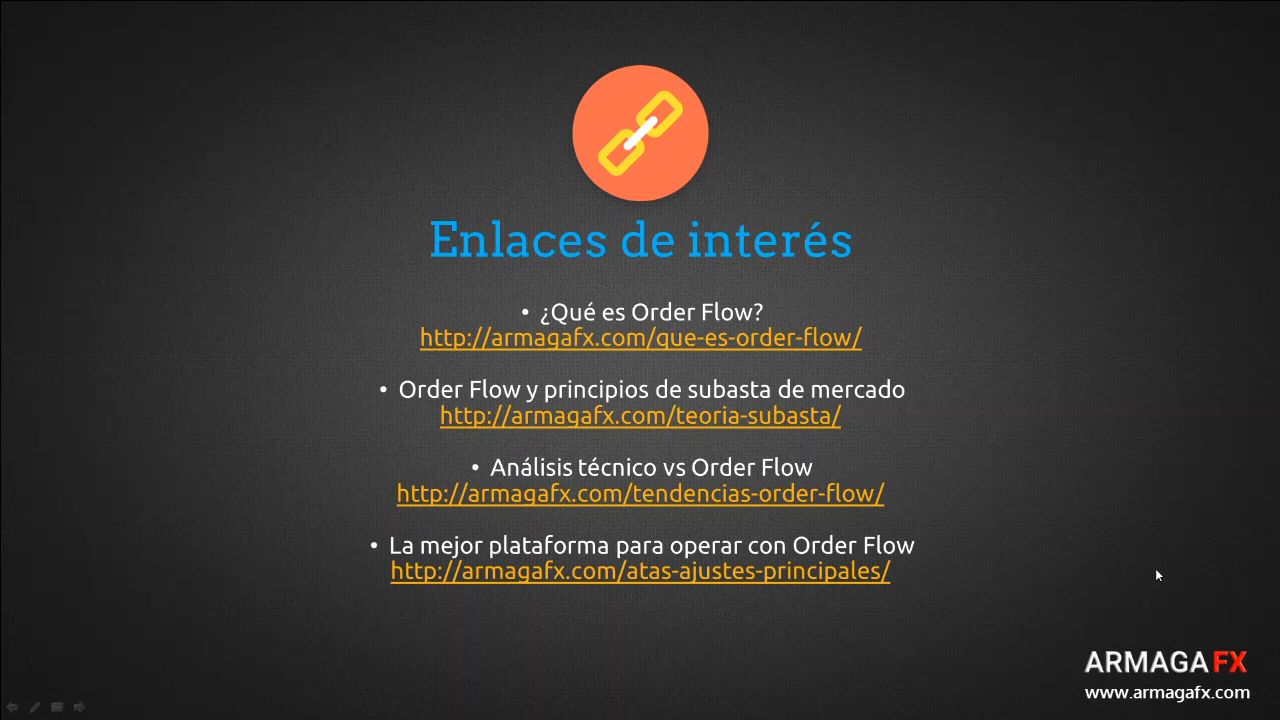 Enlaces de interés
• ¿Qué es Order Flow?
http://armagafx.com/que-es-order-flow/
• Order Flow y principios de subasta de mercado
http://armagafx.com/teoria-subasta/
• Análisis técnico vs Order Flow
http://armagafx.com/tendencias-order-flow/
• La mejor plataforma para operar con Order Flow
http://armagafx.com/atas-ajustes-principales/
ARMAGA FX
www.armagafx.com